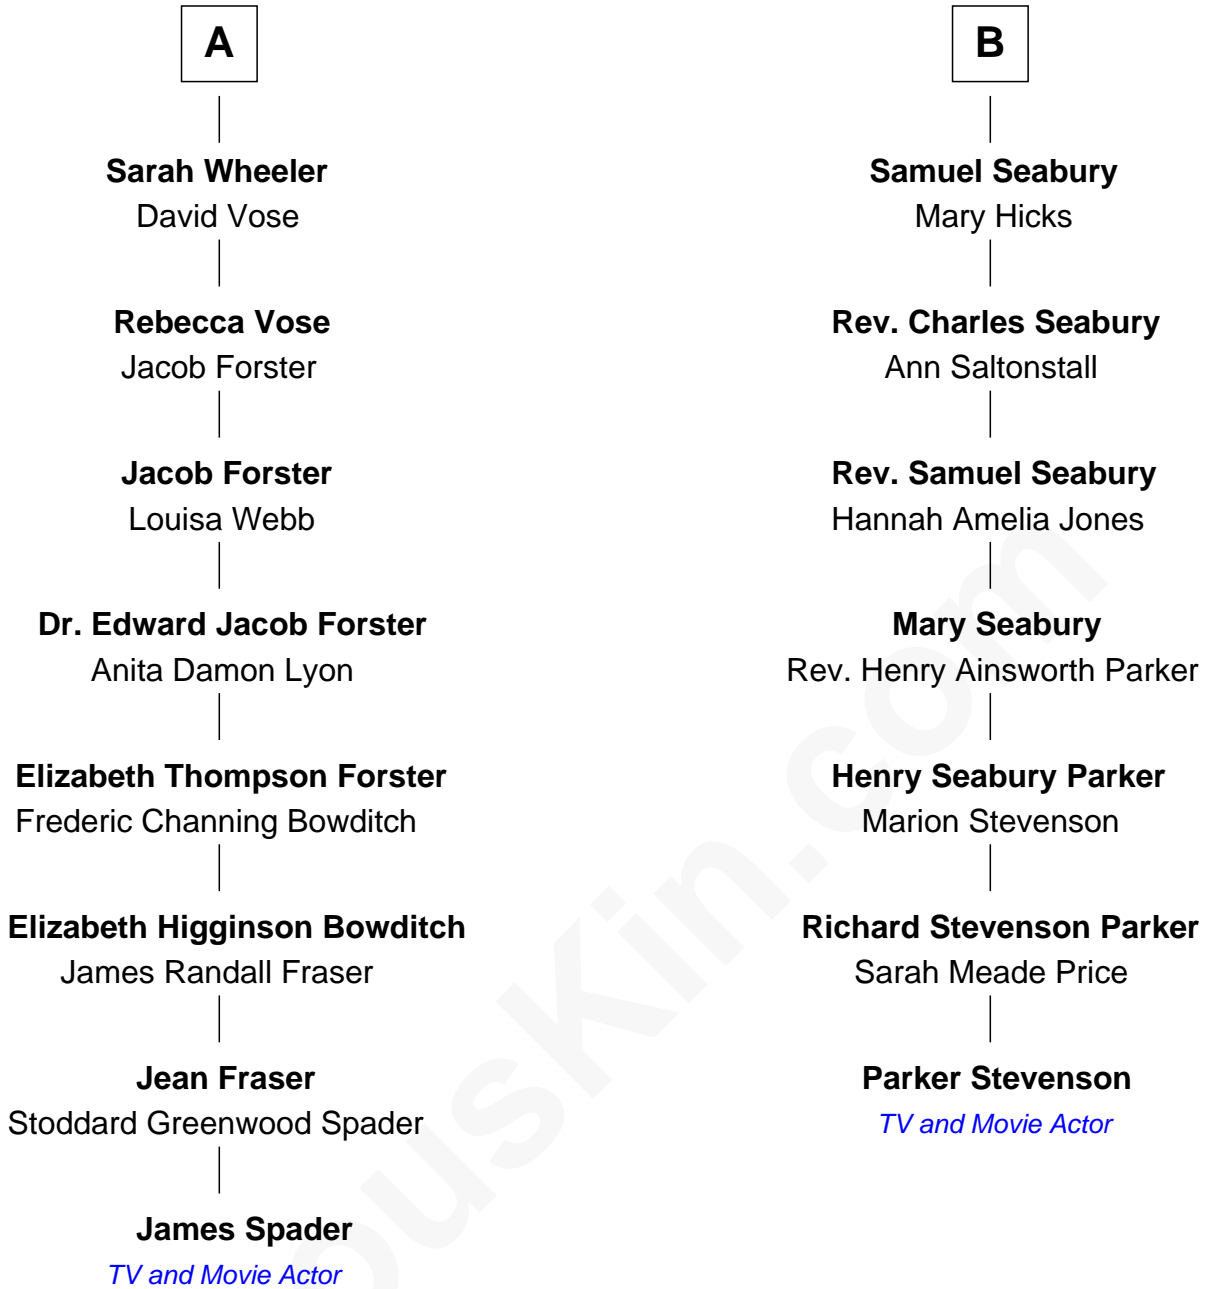 A
Sarah Wheeler
David Vose
Rebecca Vose
Jacob Forster
Jacob Forster
Louisa Webb
Dr. Edward Jacob Forster
Anita Damon Lyon
Elizabeth Thompson Forster
Frederic Channing Bowditch
Elizabeth Higginson Bowditch
James Randall Fraser
Jean Fraser
Stoddard Greenwood Spader
James Spader
TV and Movie Actor
B
Samuel Seabury
Mary Hicks
Rev. Charles Seabury
Ann Saltonstall
Rev. Samuel Seabury
Hannah Amelia Jones
Mary Seabury
Rev. Henry Ainsworth Parker
Henry Seabury Parker
Marion Stevenson
Richard Stevenson Parker
Sarah Meade Price
Parker Stevenson
TV and Movie Actor
ousKin.com